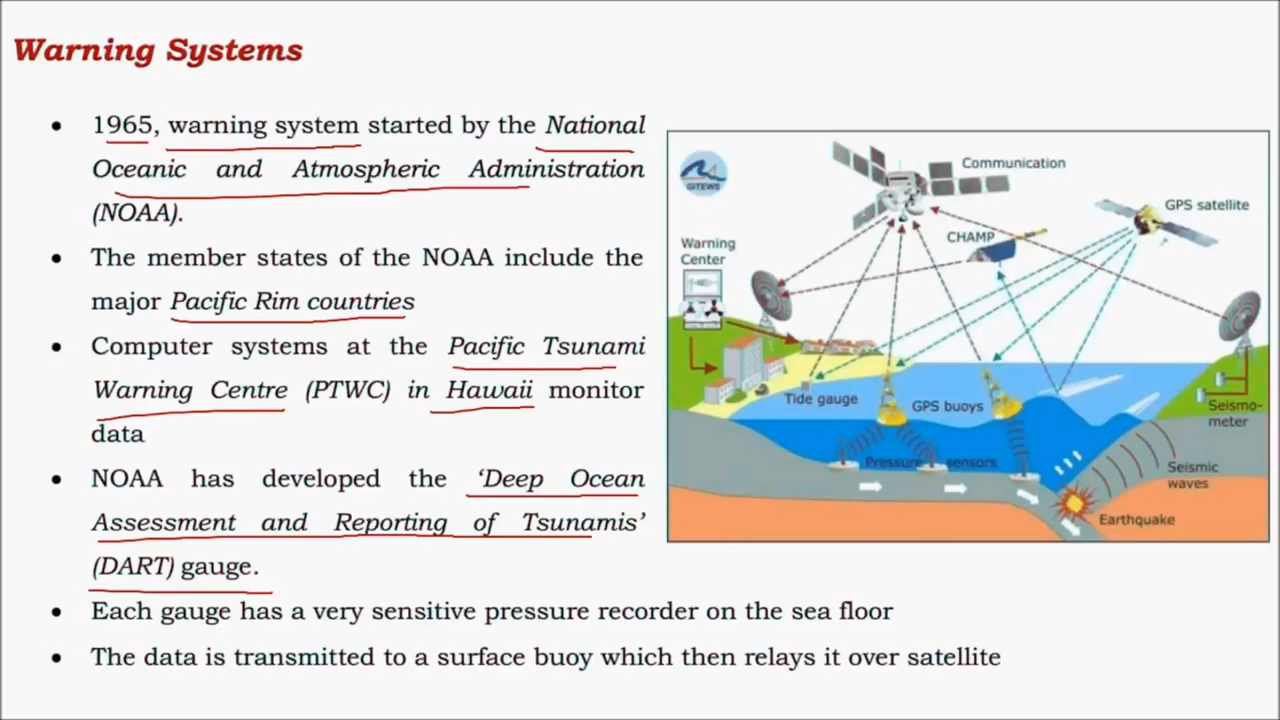 Warning Systems
• 1965, warning system started by the National
Oceanic and Atmospheric Administration
(NOAA).
• The member states of the NOAA include the
major Pacific Rim countries
• Computer systems at the Pacific Tsunami
Warning Centre (PTWC) in Hawaii monitor
data
• NOAA has developed the ‘Deep Ocean
Assessment and Reporting of Tsunamis’
(DART) gauge.
• Each gauge has a very sensitive pressure recorder on the sea floor
• The data is transmitted to a surface buoy which then relays it over satellite
GITEWS
Communication
GPS satellite
CHAMP
Warning
Center
Tide gauge
GPS buoys
Seismo-
meter
Pressure sensors
Seismic
waves
Earthquake